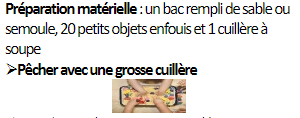 Préparation matérielle : un bac rempli de sable ou
semoule, 20 petits objets enfouis et 1 cuillère à
soupe
➢Pêcher avec une grosse cuillère